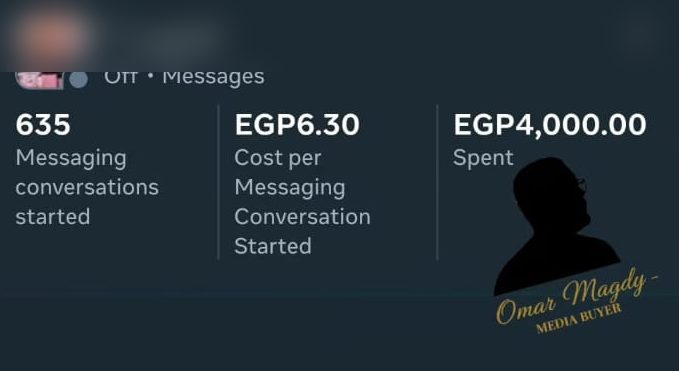 Off • Messages
635
Messaging
conversations
started
EGP6.30
Cost per
Messaging
Conversation
Started
EGP4,000.00
Spent
Omar Magdy -
MEDIA BUYER